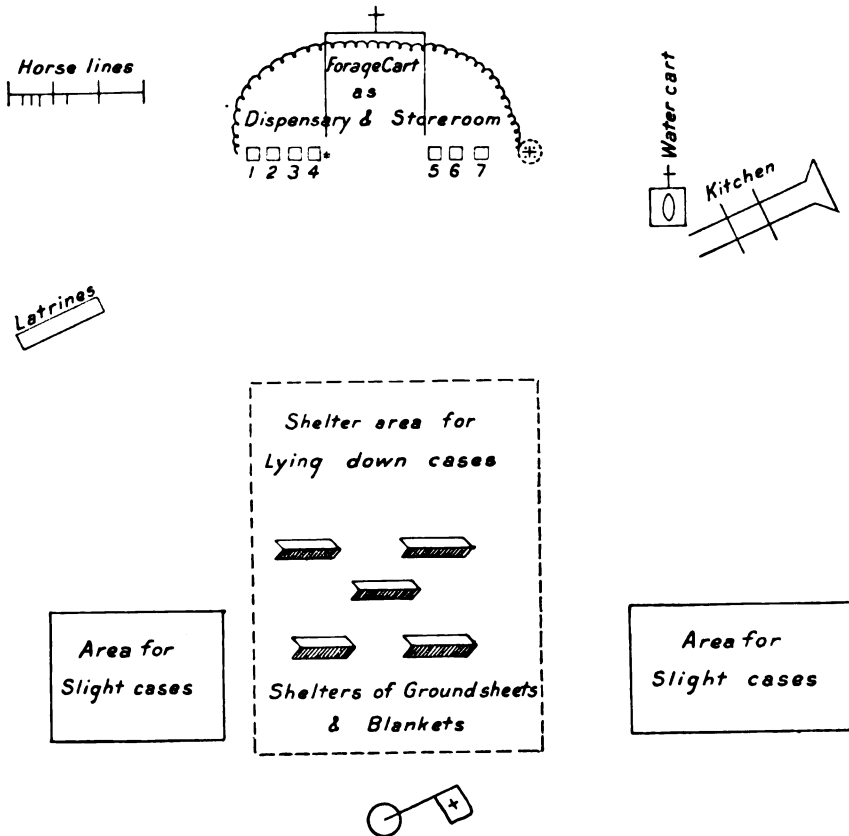 Horse lines
Forage Cart
as
Dispensary & Storeroom
1 2 3 4 * 5 6 7
Water cart
Kitchen
Latrines
Shelter area for
Lying down cases
Area for
Slight cases
Shelters of Groundsheets
& Blankets
Area for
Slight cases